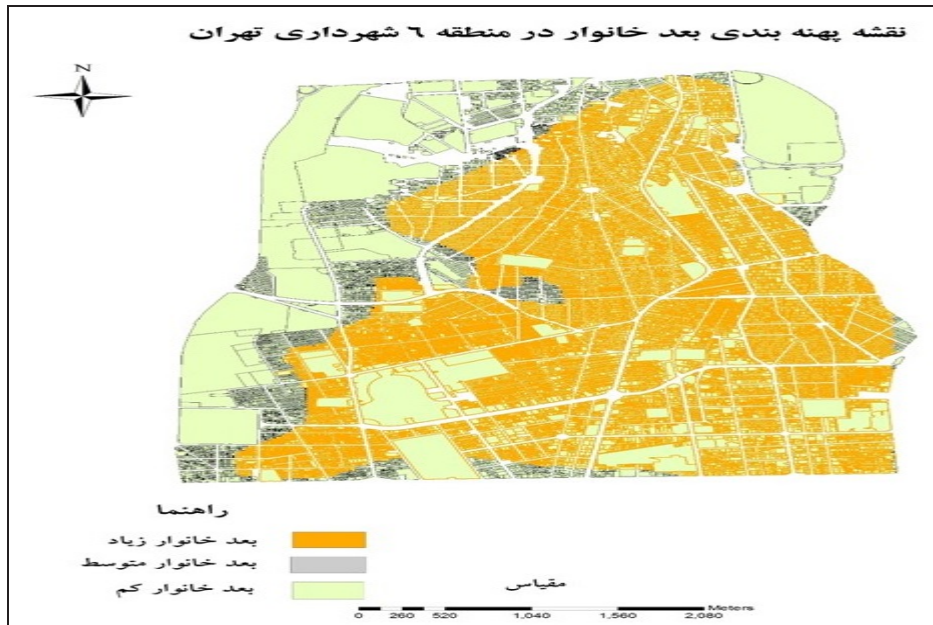 نقشه پهنه بندی بعد خانوار در منطقه ٦ شهرداری تهران
N
راهنما
بعد خانوار زیاد
بعد خانوار متوسط
بعد خانوار کم
مقیاس
Meters
0 260 520 1,040 1,560 2,080